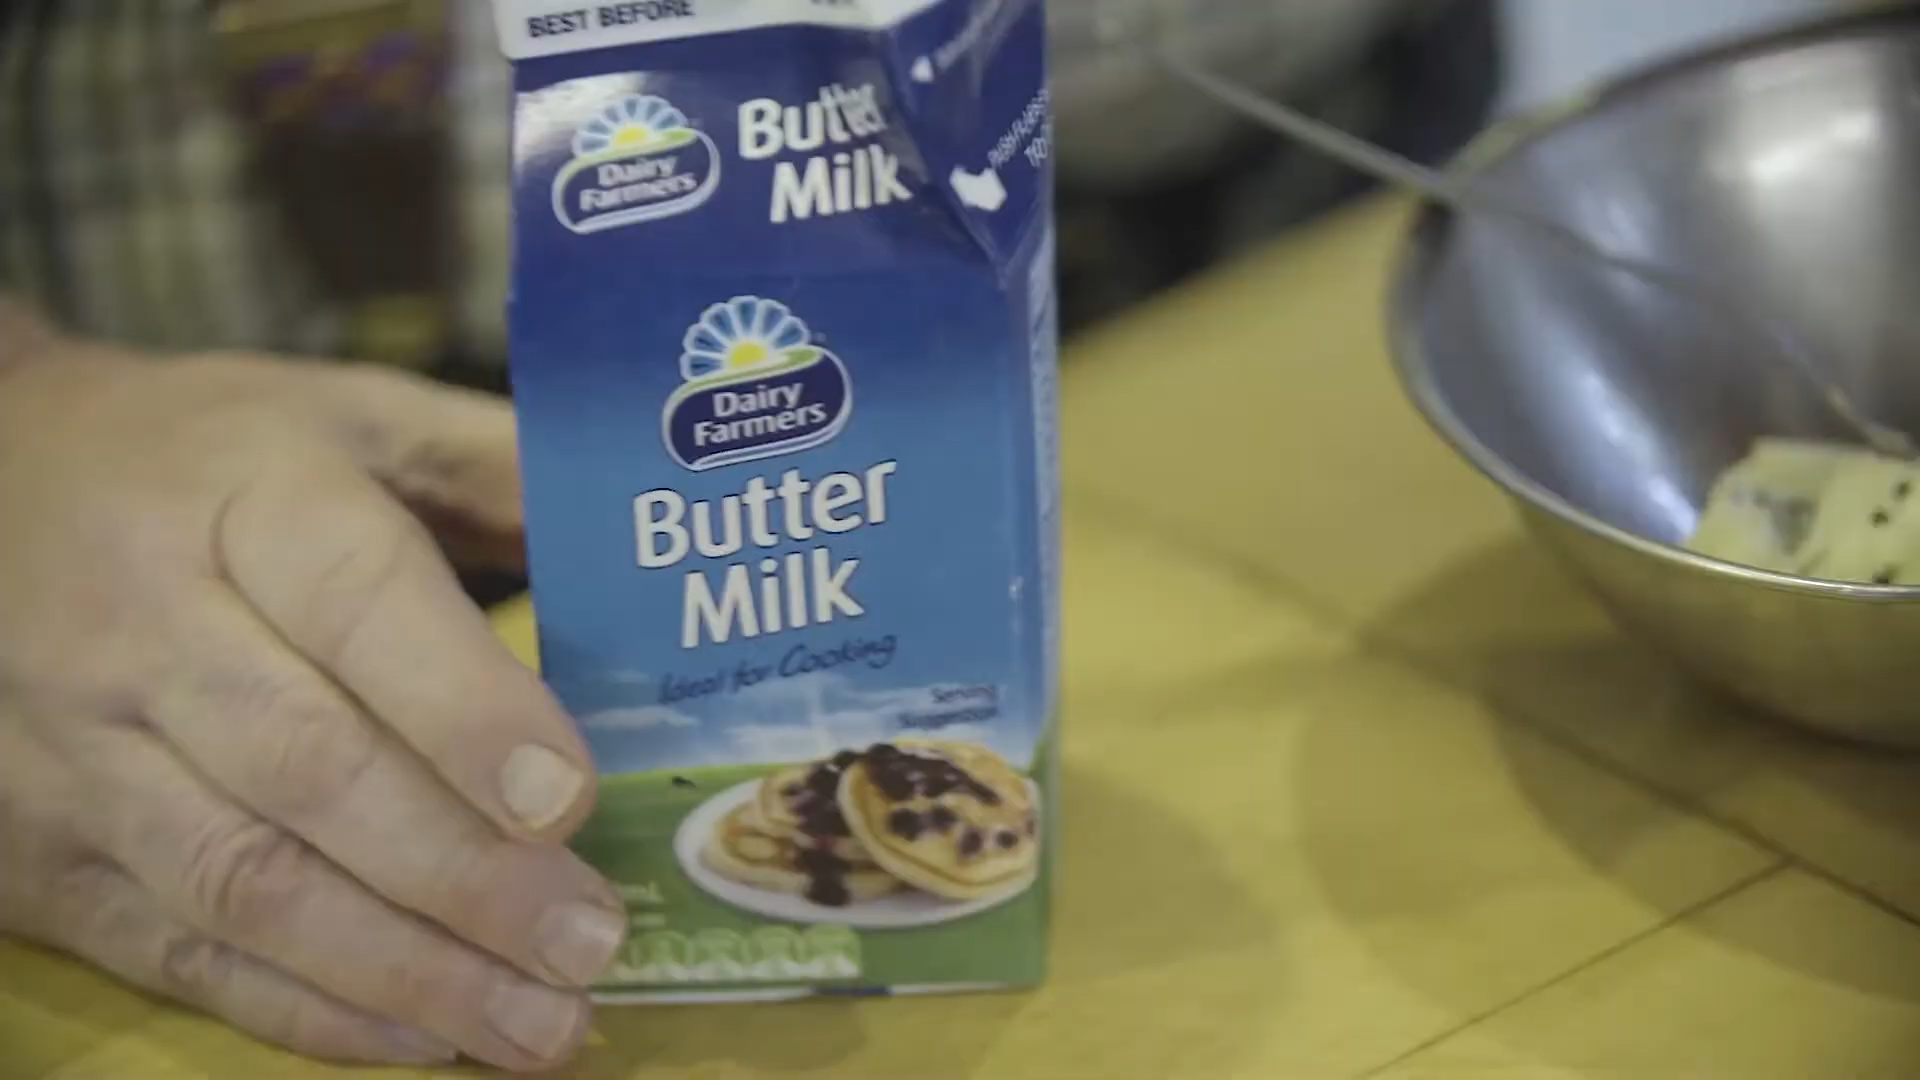 BEST BEFORE
Dairy
Farmers
Butter
Milk
Dairy
Farmers
Butter
Milk
Ideal for Cooking
Serving
Suggestion